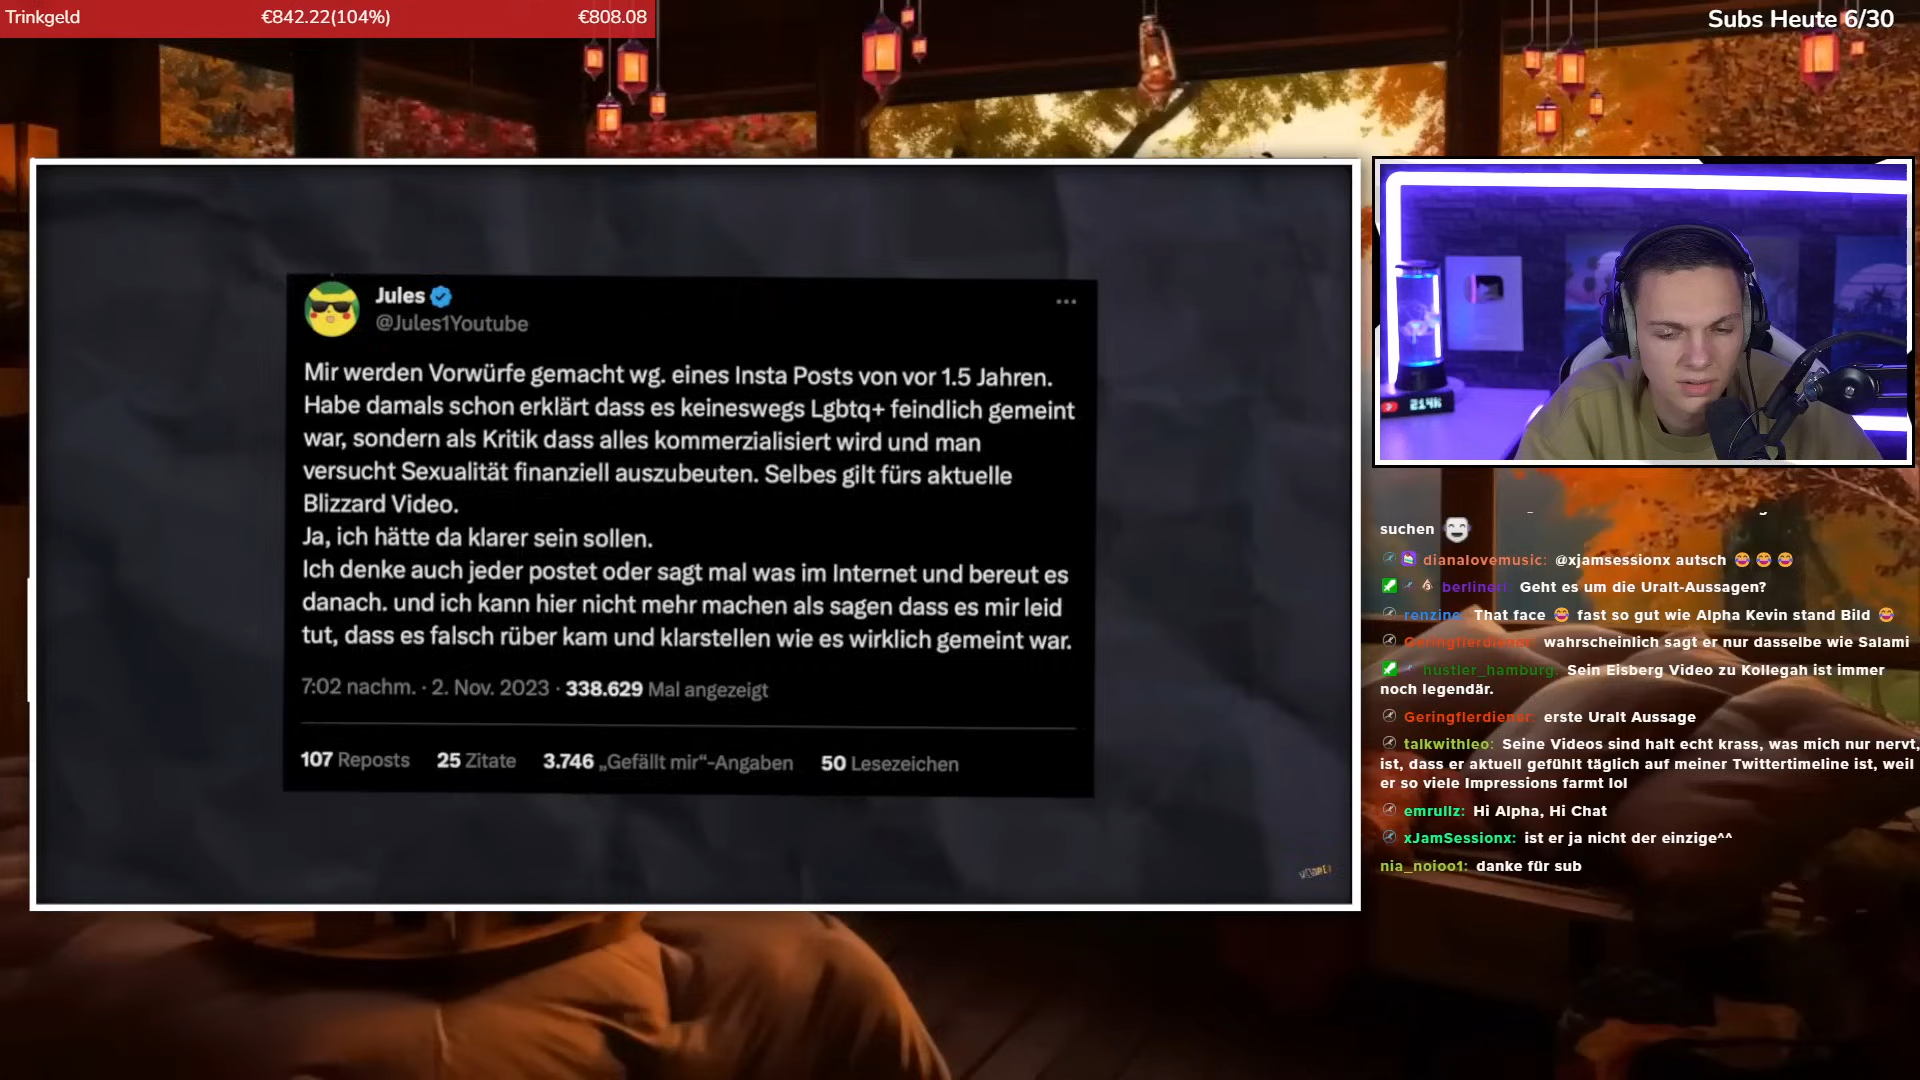 Trinkgeld €842.22(104%) €808.08
Subs Heute 6/30
Jules
@Jules1Youtube
Mir werden Vorwürfe gemacht wg. eines Insta Posts von vor 1.5 Jahren.
Habe damals schon erklärt dass es keineswegs Lgbtq+ feindlich gemeint
war, sondern als Kritik dass alles kommerzialisiert wird und man
versucht Sexualität finanziell auszubeuten. Selbes gilt fürs aktuelle
Blizzard Video.
Ja, ich hätte da klarer sein sollen.
Ich denke auch jeder postet oder sagt mal was im Internet und bereut es
danach. und ich kann hier nicht mehr machen als sagen dass es mir leid
tut, dass es falsch rüber kam und klarstellen wie es wirklich gemeint war.
7:02 nachm. · 2. Nov. 2023 · 338.629 Mal angezeigt
107 Reposts 25 Zitate 3.746 „Gefällt mir“-Angaben 50 Lesezeichen
214K
suchen
dianalovemusic: @xjamsessionx autsch 😂 😂 😂
berlineri: Geht es um die Uralt-Aussagen?
renzine: That face 😂 fast so gut wie Alpha Kevin stand Bild 😂
Geringflerdiener: wahrscheinlich sagt er nur dasselbe wie Salami
hustler_hamburg: Sein Eisberg Video zu Kollegah ist immer
noch legendär.
Geringflerdiener: erste Uralt Aussage
talkwithleo: Seine Videos sind halt echt krass, was mich nur nervt,
ist, dass er aktuell gefühlt täglich auf meiner Twittertimeline ist, weil
er so viele Impressions farmt lol
emrullz: Hi Alpha, Hi Chat
xJamSessionx: ist er ja nicht der einzige^^
nia_noioo1: danke für sub